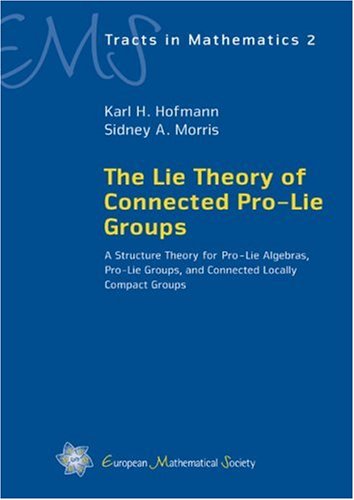 EMS
Tracts in Mathematics 2
Karl H. Hofmann
Sidney A. Morris
The Lie Theory of
Connected Pro-Lie
Groups
A Structure Theory for Pro-Lie Algebras,
Pro-Lie Groups, and Connected Locally
Compact Groups
European Mathematical Society